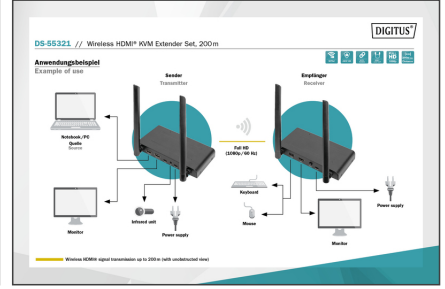 DIGITUS®
DS-55321 // Wireless HDMI® KVM Extender Set, 200m
Anwendungsbeispiel
Example of use
HD
Sender
Transmitter
Empfänger
Receiver
Notebook/PC
Quelle
Source
Full HD
(1080p/60 Hz)
Keyboard
Mouse
Monitor
Infrared unit
Power supply
Power supply
Monitor
Wireless HDMI® signal transmission up to 200 m (with unobstructed view)